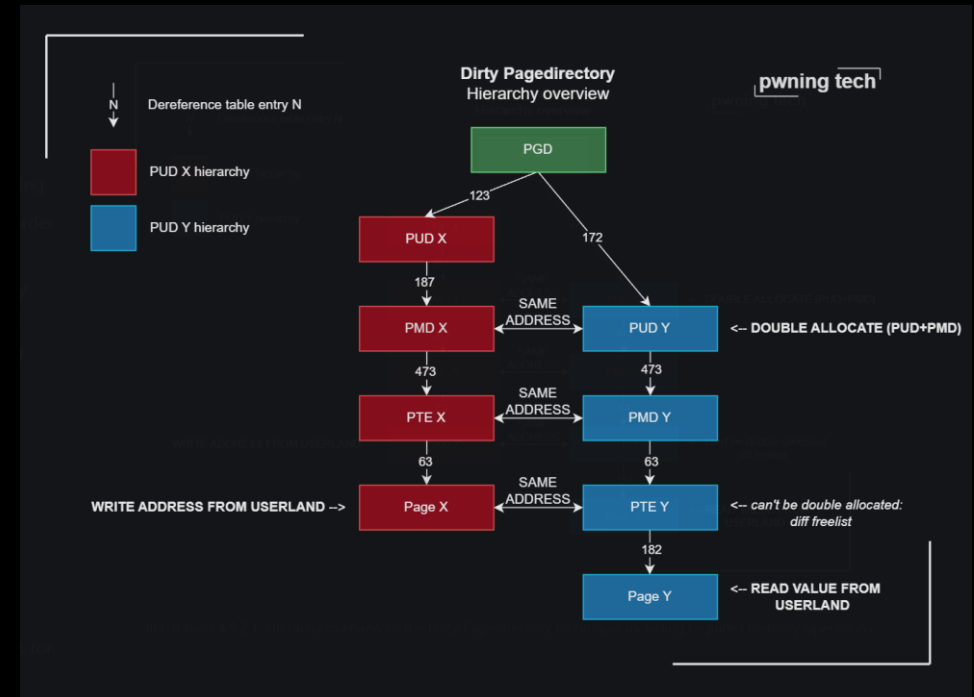 Dirty Pagedirectory
Hierarchy overview
pwning tech
N
Dereference table entry N
PUD X hierarchy
PUD Y hierarchy
PGD
123
172
PUD X
187
PMD X
SAME
ADDRESS
PUD Y
<-- DOUBLE ALLOCATE (PUD+PMD)
473
473
PTE X
SAME
ADDRESS
PMD Y
63
63
WRITE ADDRESS FROM USERLAND -->
Page X
SAME
ADDRESS
PTE Y
<-- can't be double allocated:
diff freelist
182
Page Y
<-- READ VALUE FROM
USERLAND